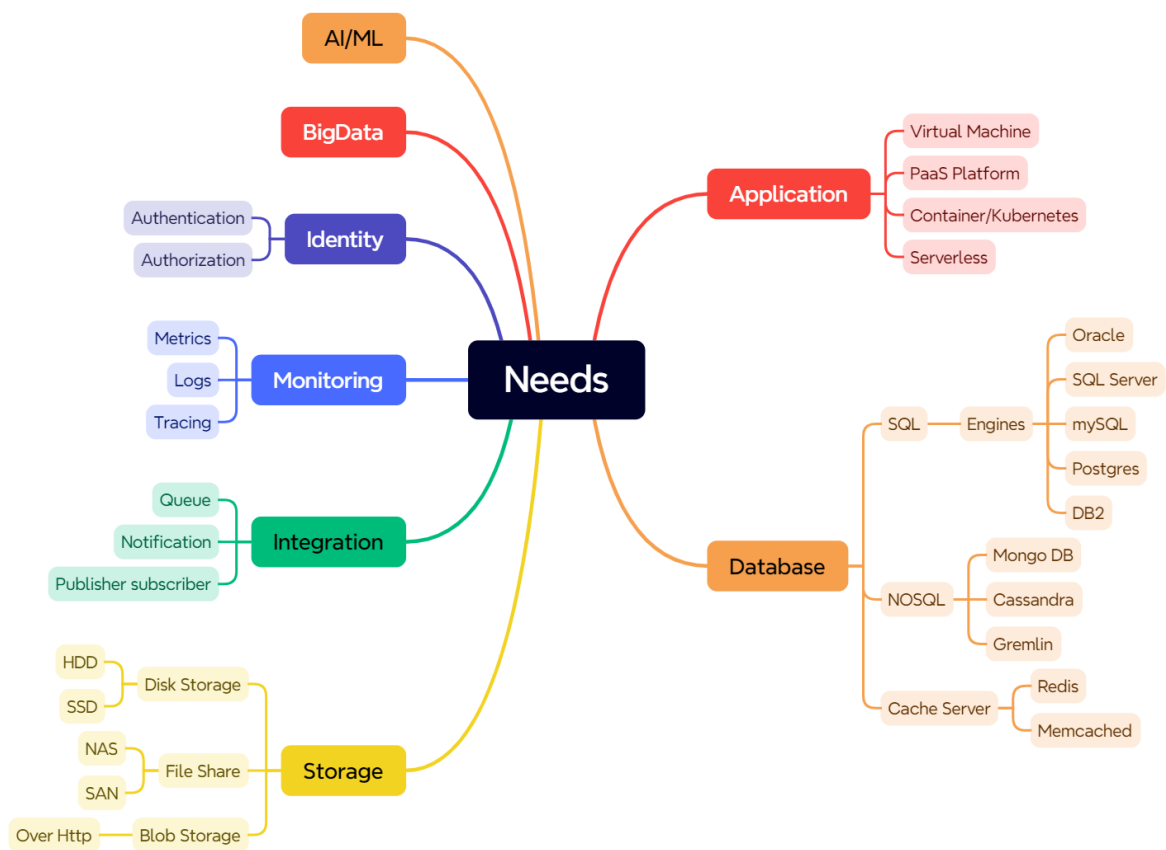 Needs
AI/ML
BigData
Identity
Authentication
Authorization
Monitoring
Metrics
Logs
Tracing
Integration
Queue
Notification
Publisher subscriber
Storage
Disk Storage
HDD
SSD
File Share
NAS
SAN
Blob Storage
Over Http
Application
Virtual Machine
PaaS Platform
Container/Kubernetes
Serverless
Database
SQL
Engines
Oracle
SQL Server
mySQL
Postgres
DB2
NOSQL
Mongo DB
Cassandra
Gremlin
Cache Server
Redis
Memcached